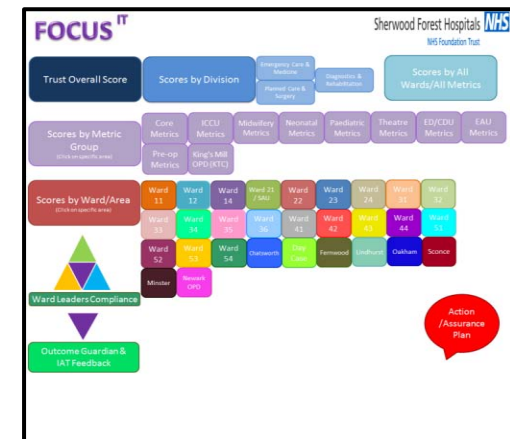 FOCUS IT
Sherwood Forest Hospitals NHS
NHS Foundation Trust
Trust Overall Score
Scores by Division
Emergency Care &
Medicine
Planned Care &
Surgery
Diagnostics &
Rehabilitation
Scores by All
Wards/All Metrics
Scores by Metric
Group
(Click on specific area)
Core
Metrics
ICCU
Metrics
Midwifery
Metrics
Neonatal
Metrics
Paediatric
Metrics
Theatre
Metrics
ED/CDU
Metrics
EAU
Metrics
Pre-op
Metrics
King's Mill
OPD (KTC)
Scores by Ward/Area
(Click on specific area)
Ward
11
Ward
12
Ward
14
Ward 21
/ SAU
Ward
22
Ward
23
Ward
24
Ward
31
Ward
32
Ward
33
Ward
34
Ward
35
Ward
36
Ward
41
Ward
42
Ward
43
Ward
44
Ward
51
Ward
52
Ward
53
Ward
54
Chatsworth
Day
Case
Fernwood
Lindhurst
Oakham
Sconce
Minster
Newark
OPD
Ward Leaders Compliance
Outcome Guardian &
IAT Feedback
Action
/Assurance
Plan